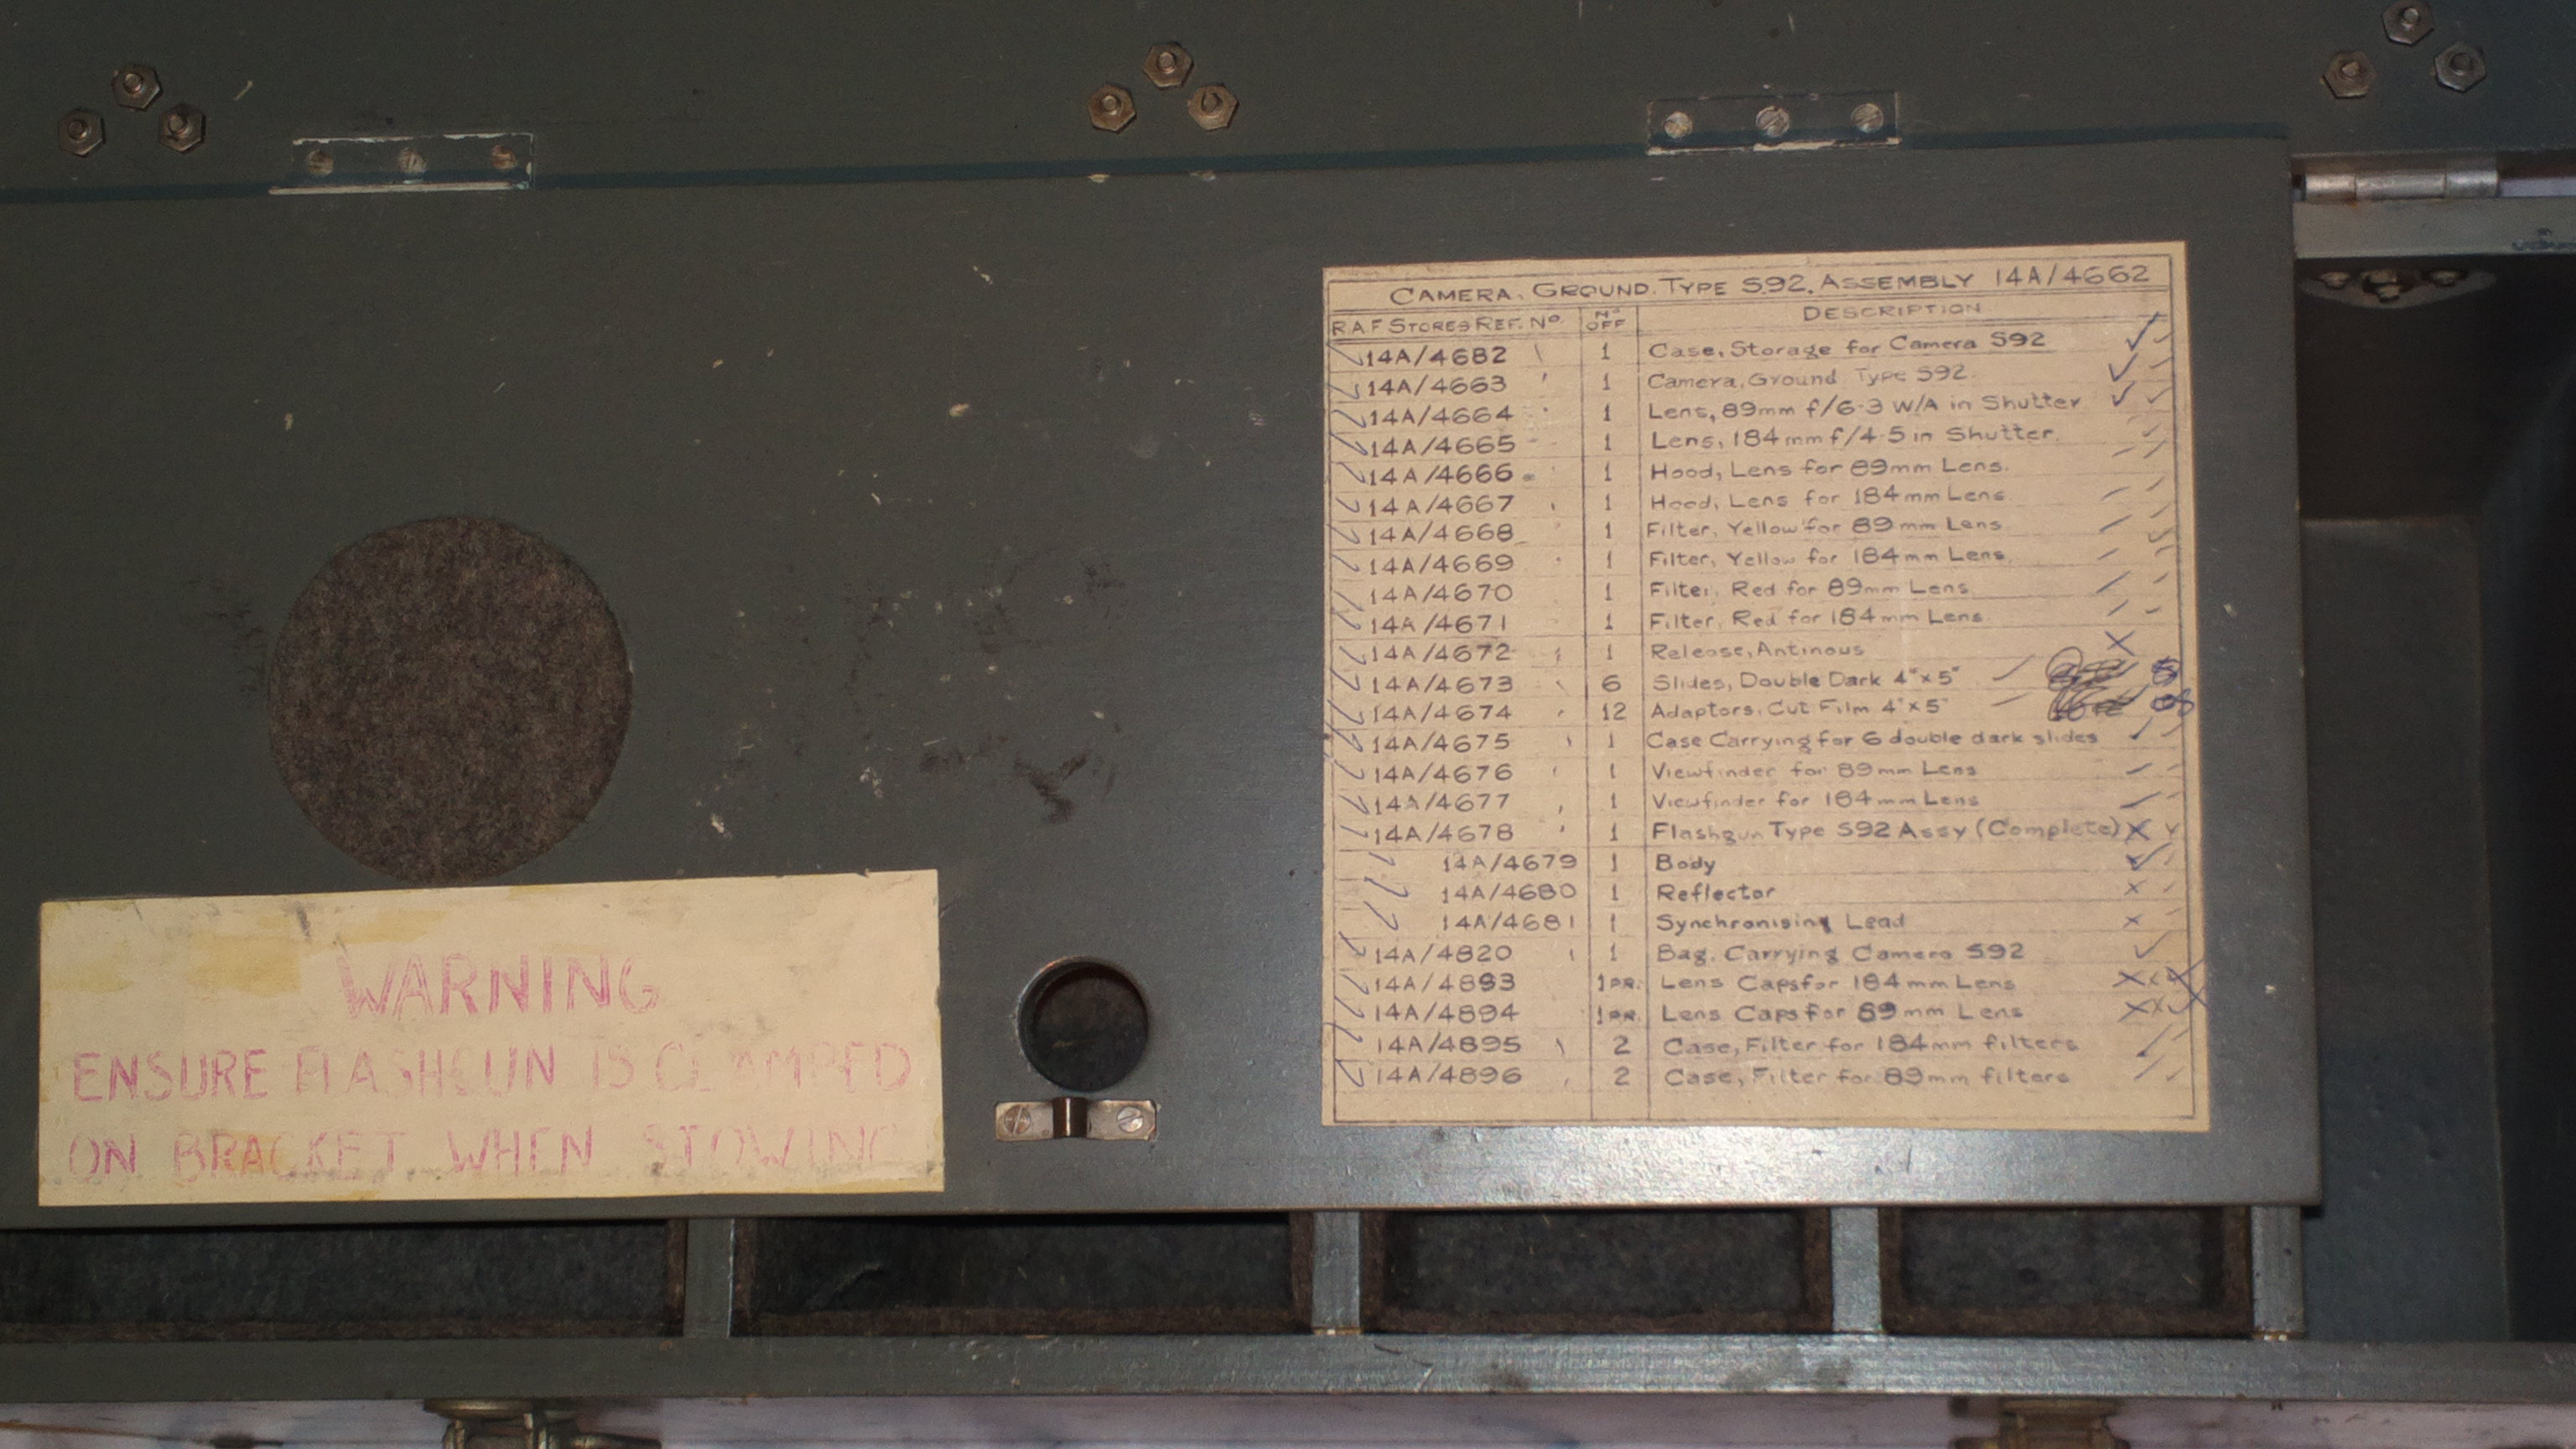 CAMERA, GROUND, TYPE S.92. ASSEMBLY 14A/4662
R.A.F STORES REF. No. No OFF DESCRIPTION
14A/4682 1 Case, Storage for Camera S92
14A/4663 1 Camera, Ground Type S92.
14A/4664 1 Lens, 89mm f/6·3 W/A in Shutter
14A/4665 1 Lens, 184mm f/4·5 in Shutter.
14A/4666 1 Hood, Lens for 89mm Lens.
14A/4667 1 Hood, Lens for 184mm Lens.
14A/4668 1 Filter, Yellow for 89mm Lens
14A/4669 1 Filter, Yellow for 184mm Lens.
14A/4670 1 Filter, Red for 89mm Lens.
14A/4671 1 Filter, Red for 184mm Lens.
14A/4672 1 Release, Antinous
14A/4673 6 Slides, Double Dark 4"x5"
14A/4674 12 Adaptors, Cut Film 4"x5"
14A/4675 1 Case Carrying for 6 double dark slides
14A/4676 1 Viewfinder for 89mm Lens
14A/4677 1 Viewfinder for 184mm Lens
14A/4678 1 Flashgun Type S92 Assy (Complete)
14A/4679 1 Body
14A/4680 1 Reflector
14A/4681 1 Synchronising Lead
14A/4820 1 Bag, Carrying Camera S92
14A/4893 1 PR. Lens Caps for 184mm Lens
14A/4894 1 PR. Lens Caps for 89mm Lens
14A/4895 2 Case, Filter for 184mm filters
14A/4896 2 Case, Filter for 89mm filters
WARNING
ENSURE FLASHGUN IS CLAMPED
ON BRACKET WHEN STOWING